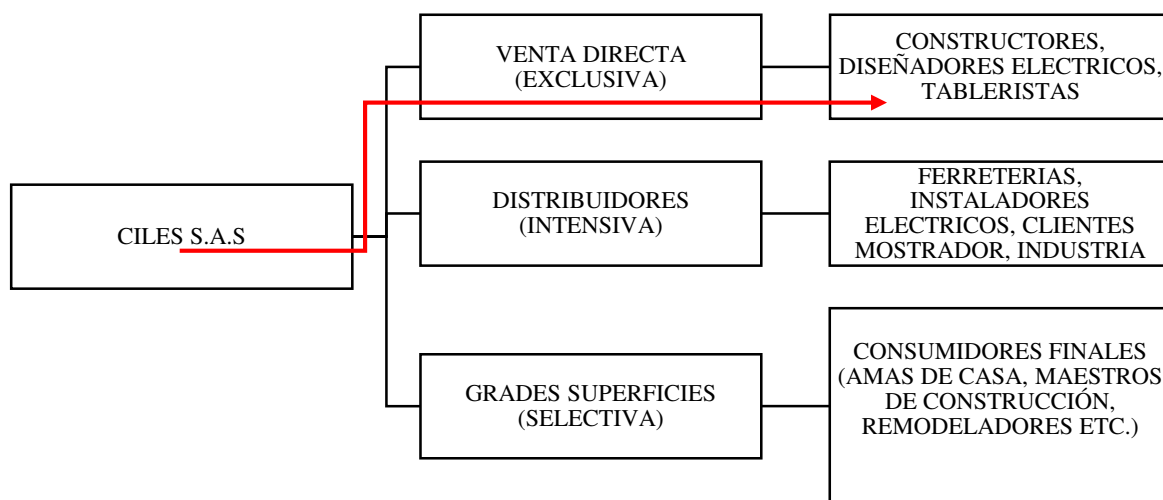 CILES S.A.S
VENTA DIRECTA
(EXCLUSIVA)
CONSTRUCTORES,
DISEÑADORES ELECTRICOS,
TABLERISTAS
DISTRIBUIDORES
(INTENSIVA)
FERRETERIAS,
INSTALADORES
ELECTRICOS, CLIENTES
MOSTRADOR, INDUSTRIA
GRADES SUPERFICIES
(SELECTIVA)
CONSUMIDORES FINALES
(AMAS DE CASA, MAESTROS
DE CONSTRUCCIÓN,
REMODELADORES ETC.)